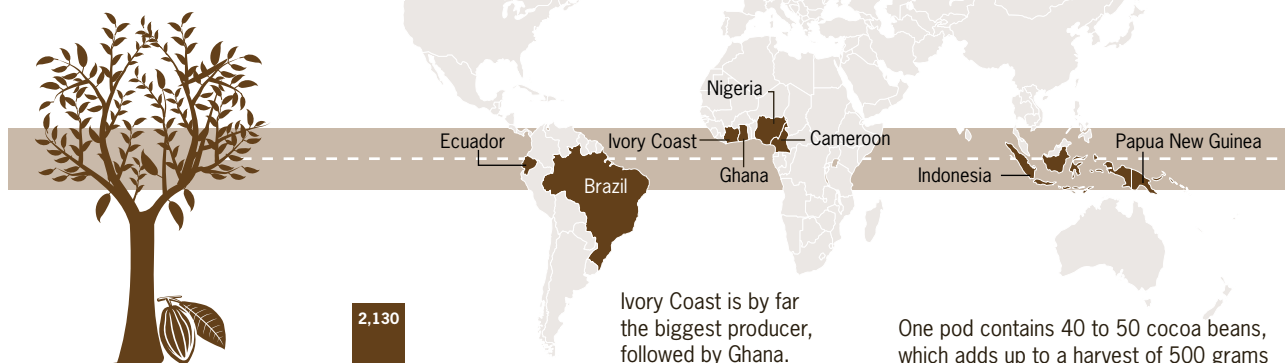 Nigeria
Ecuador
Ivory Coast
Cameroon
Papua New Guinea
Ghana
Indonesia
Brazil
2,130
Ivory Coast is by far
the biggest producer,
followed by Ghana.
One pod contains 40 to 50 cocoa beans,
which adds up to a harvest of 500 grams